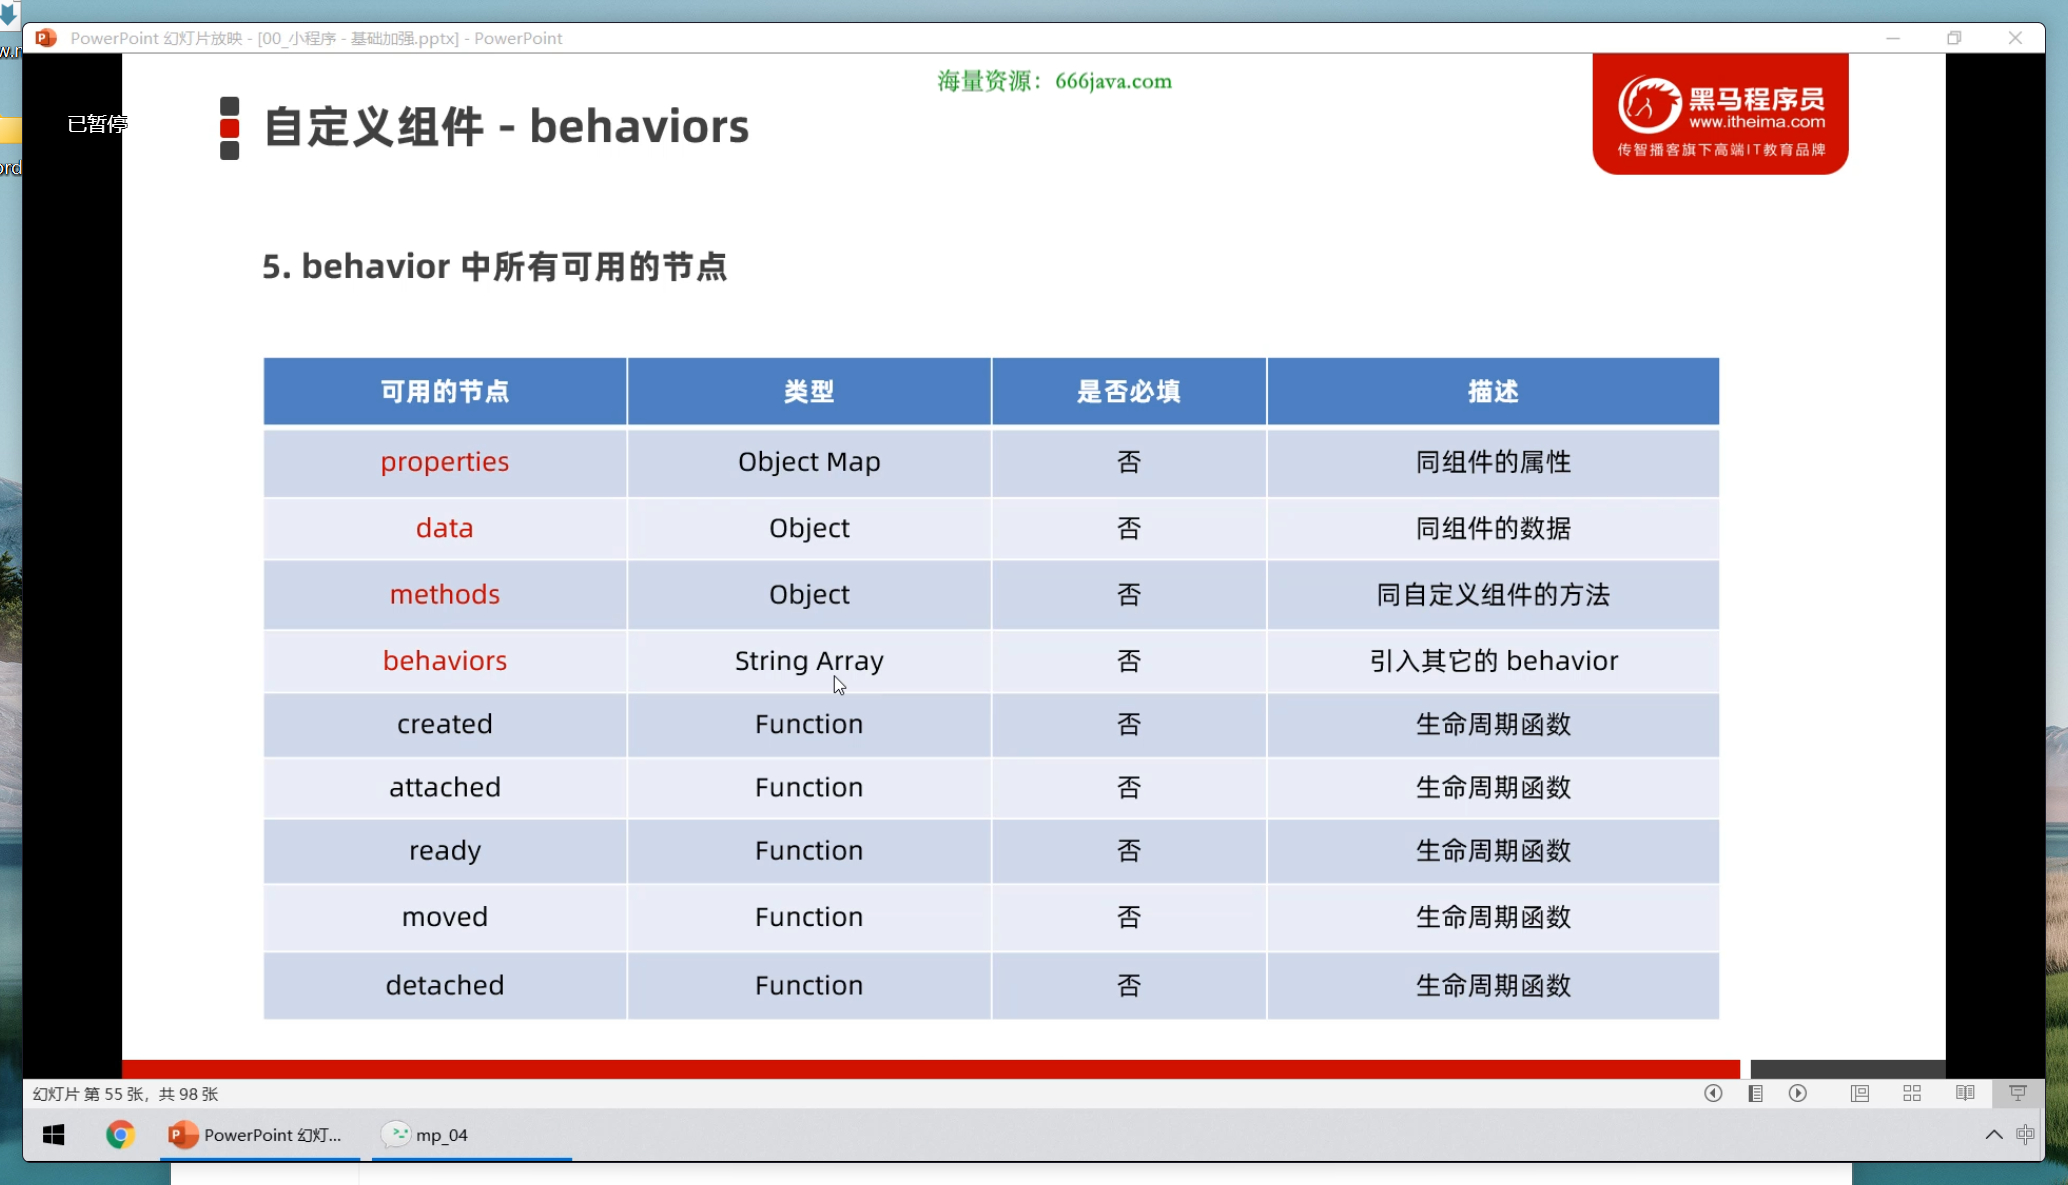 PowerPoint 幻灯片放映 - [00_小程序 - 基础加强.pptx] - PowerPoint
海量资源：666java.com
已暂停
自定义组件 - behaviors
黑马程序员
www.itheima.com
传智播客旗下高端IT教育品牌
5. behavior 中所有可用的节点
可用的节点 类型 是否必填 描述
properties Object Map 否 同组件的属性
data Object 否 同组件的数据
methods Object 否 同自定义组件的方法
behaviors String Array 否 引入其它的 behavior
created Function 否 生命周期函数
attached Function 否 生命周期函数
ready Function 否 生命周期函数
moved Function 否 生命周期函数
detached Function 否 生命周期函数
幻灯片 第 55 张，共 98 张
PowerPoint 幻灯... mp_04 中